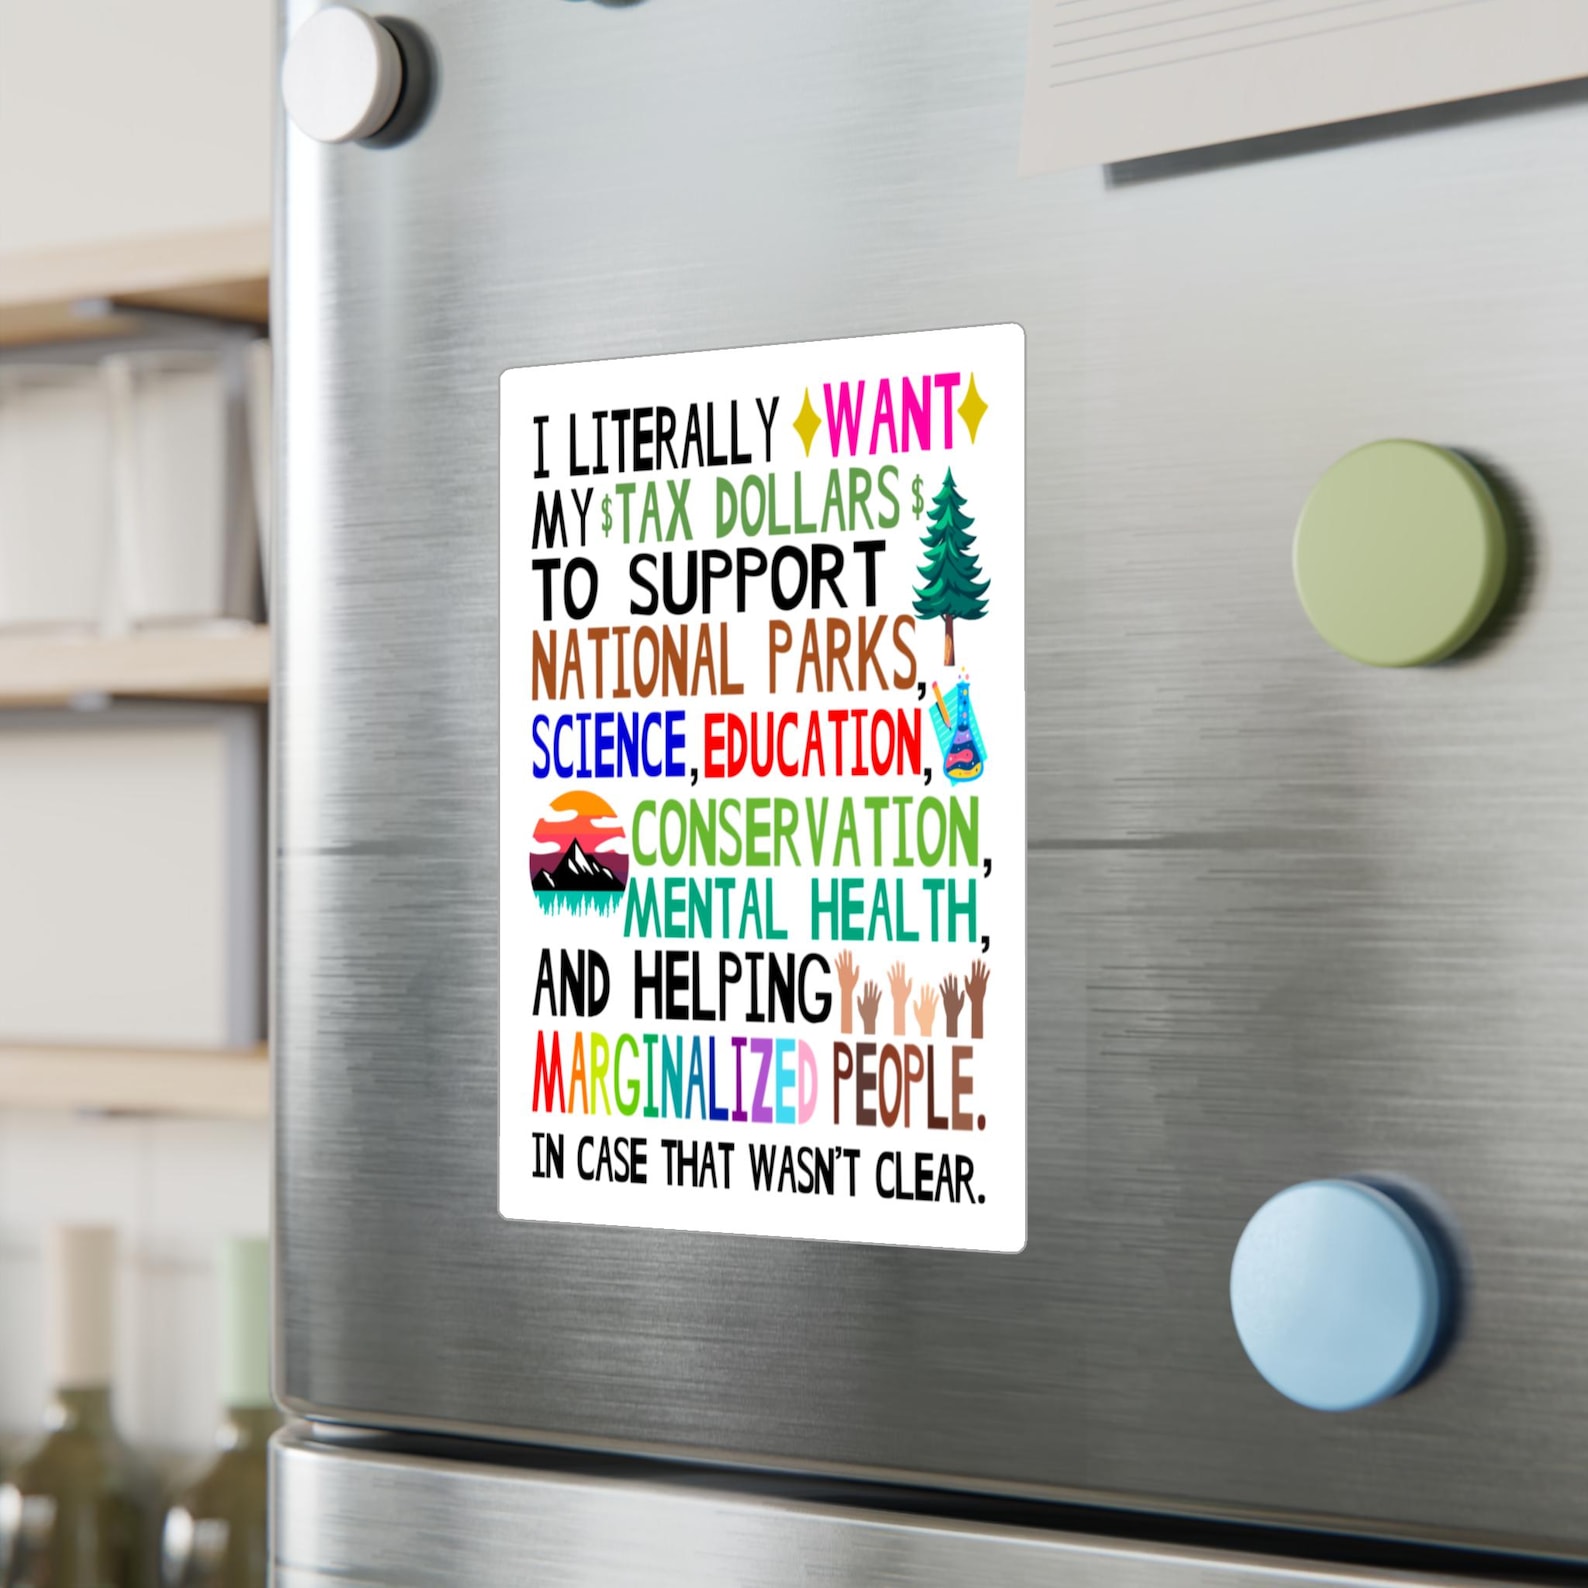 I LITERALLY WANT
MY $TAX DOLLARS$
TO SUPPORT
NATIONAL PARKS,
SCIENCE, EDUCATION,
CONSERVATION,
MENTAL HEALTH,
AND HELPING
MARGINALIZED PEOPLE.
IN CASE THAT WASN'T CLEAR.